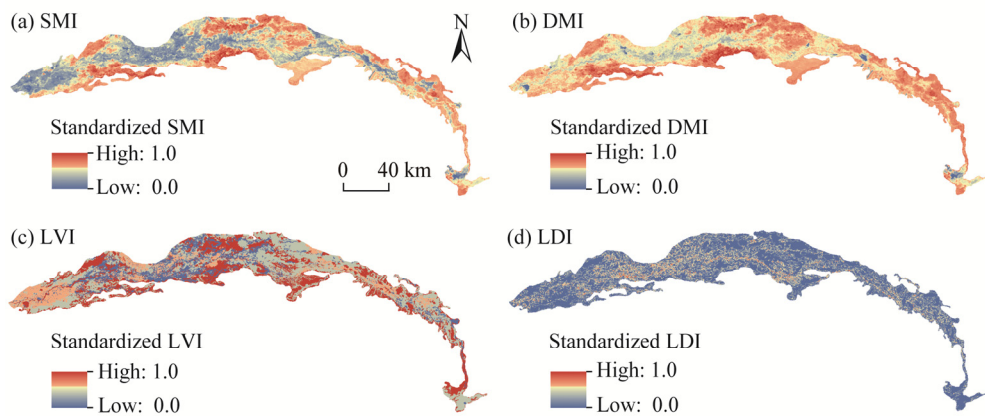 (a) SMI
N
Standardized SMI
High: 1.0
Low: 0.0
0 40 km
(b) DMI
Standardized DMI
High: 1.0
Low: 0.0
(c) LVI
Standardized LVI
High: 1.0
Low: 0.0
(d) LDI
Standardized LDI
High: 1.0
Low: 0.0